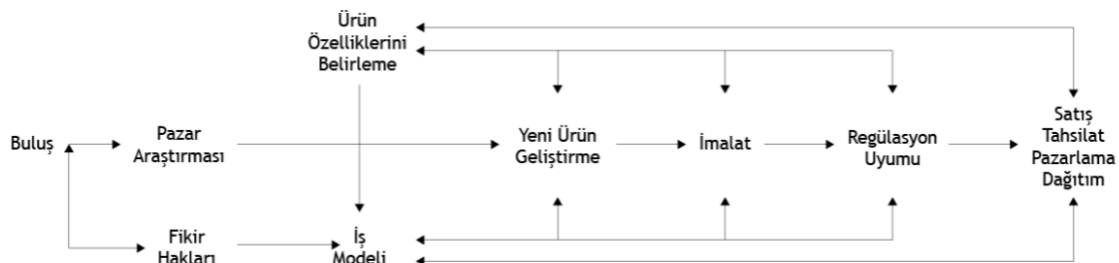 Ürün
Özelliklerini
Belirleme
Buluş
Pazar
Araştırması
Yeni Ürün
Geliştirme
İmalat
Regülasyon
Uyumu
Satış
Tahsilat
Pazarlama
Dağıtım
Fikir
Hakları
İş
Modeli